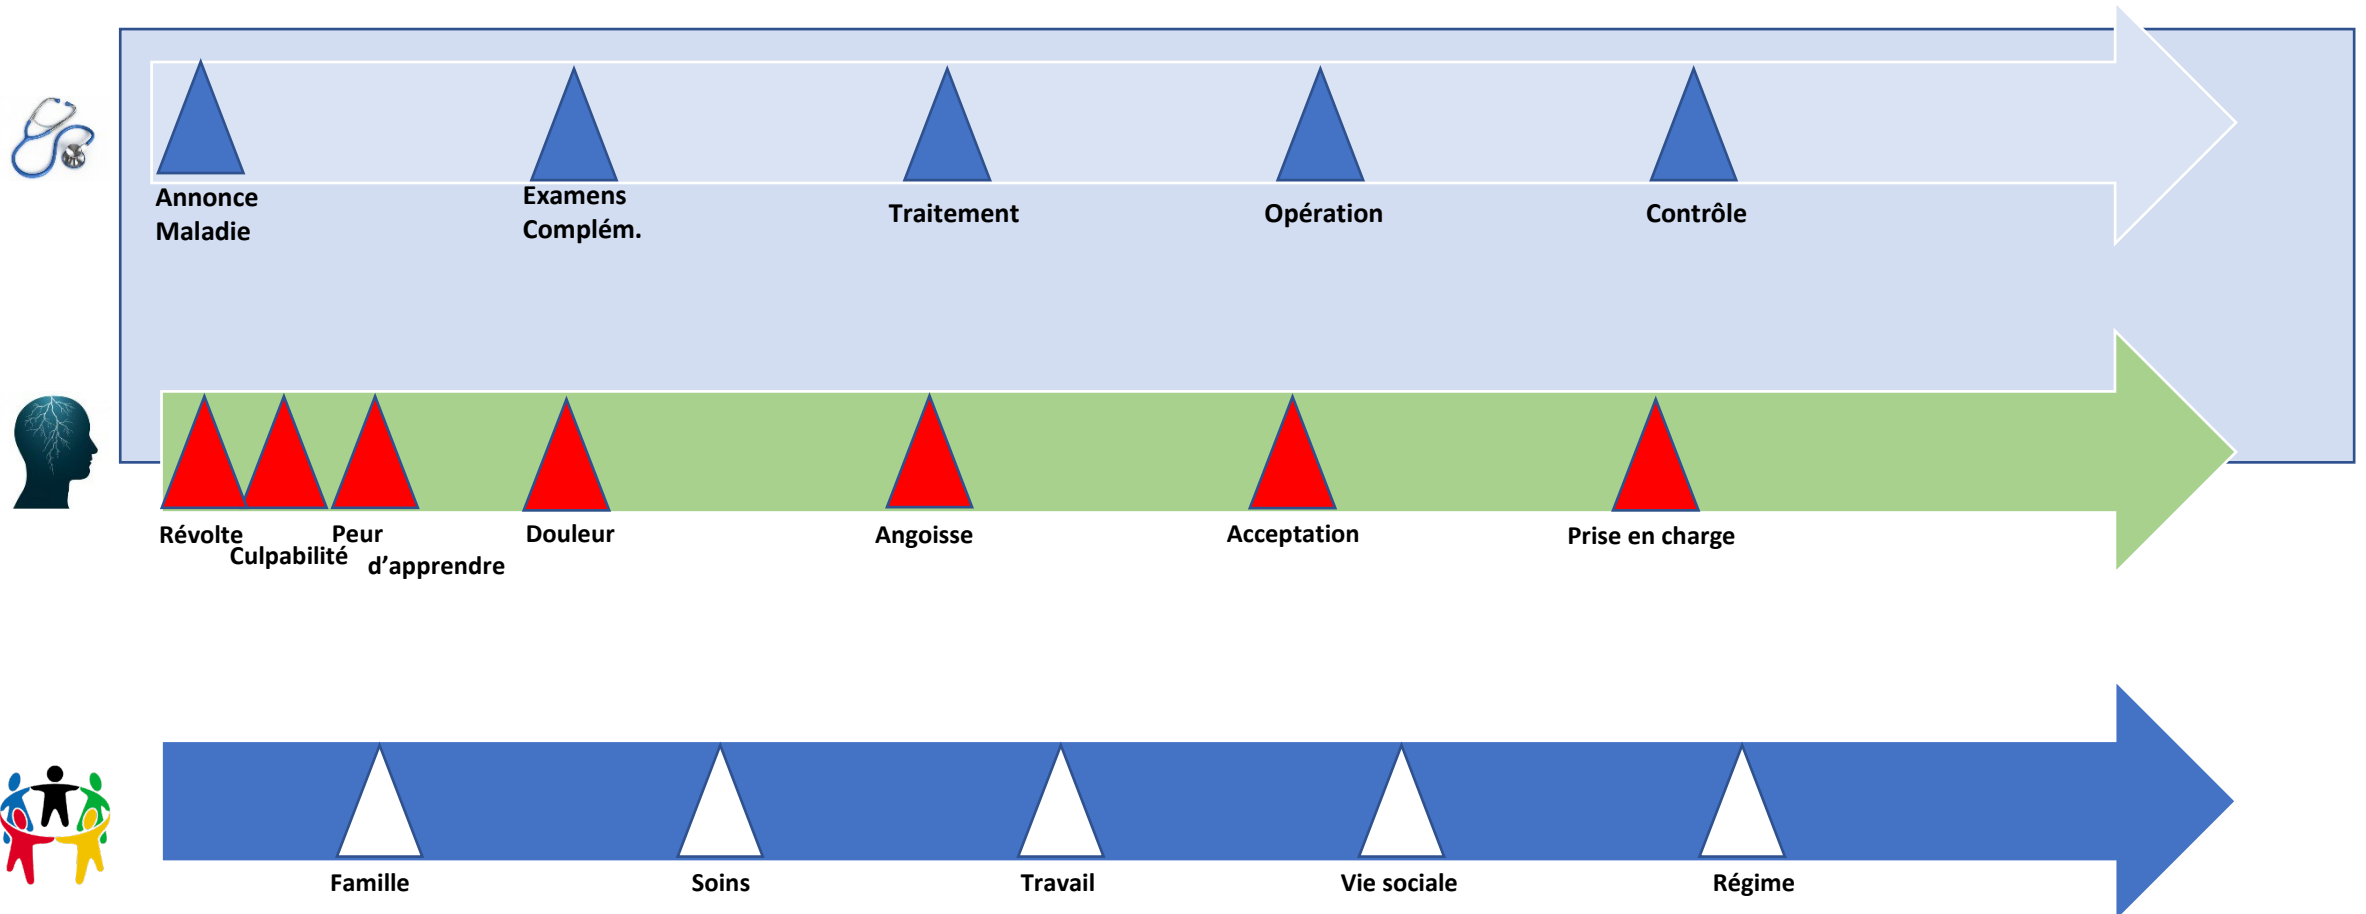 Annonce
Maladie
Examens
Complém.
Traitement
Opération
Contrôle
Révolte
Culpabilité
Peur
d'apprendre
Douleur
Angoisse
Acceptation
Prise en charge
Famille
Soins
Travail
Vie sociale
Régime